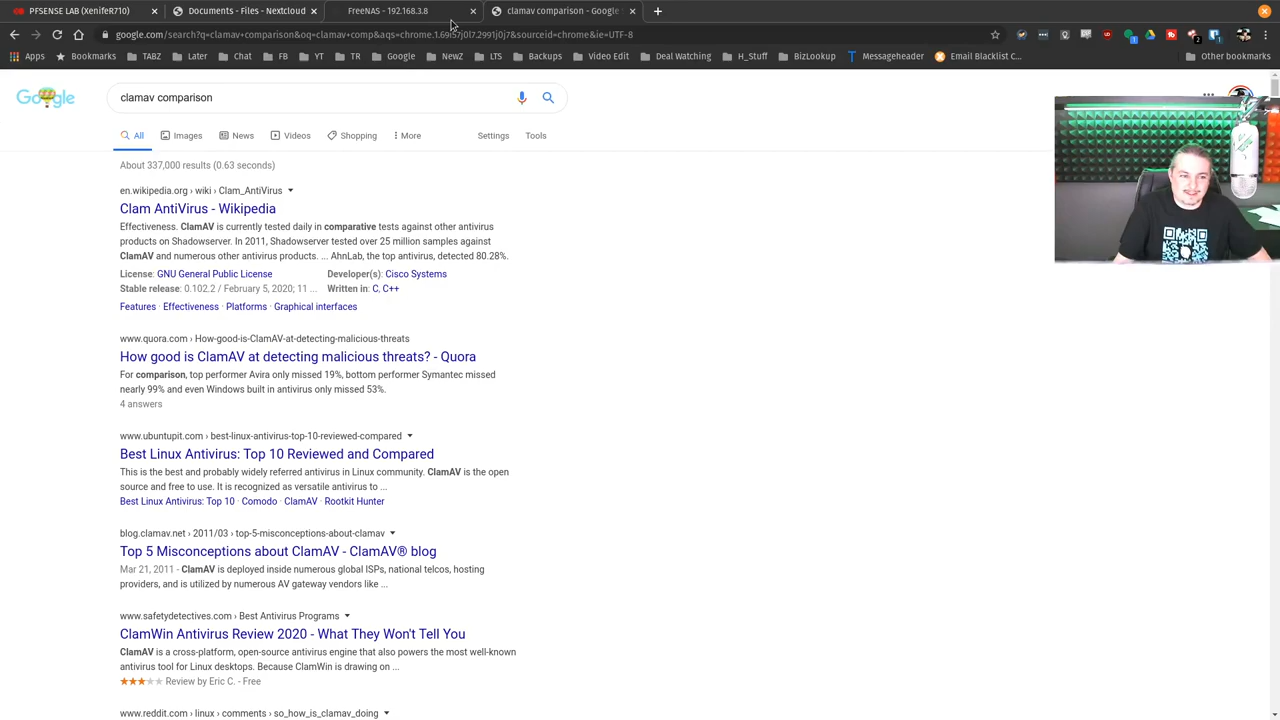 PFSENSE LAB (Xenifer710)
Documents - Files - Nextcloud
FreeNAS - 192.168.3.8
clamav comparison - Google
google.com/search?q=clamav+comparison&oq=clamav+comp&aqs=chrome.1.69i57j0l7.2991j0j7&sourceid=chrome&ie=UTF-8
Apps Bookmarks TABZ Later Chat FB YT TR Google NewZ LTS Backups Video Edit Deal Watching H_Stuff BizLookup Messageheader Email Blacklist C... Other bookmarks
Google
clamav comparison
All Images News Videos Shopping More Settings Tools
About 337,000 results (0.63 seconds)
en.wikipedia.org › wiki › Clam_AntiVirus
Clam AntiVirus - Wikipedia
Effectiveness. ClamAV is currently tested daily in comparative tests against other antivirus
products on Shadowserver. In 2011, Shadowserver tested over 25 million samples against
ClamAV and numerous other antivirus products. ... AhnLab, the top antivirus, detected 80.28%.
License: GNU General Public License Developer(s): Cisco Systems
Stable release: 0.102.2 / February 5, 2020; 11 ... Written in: C, C++
Features · Effectiveness · Platforms · Graphical interfaces
www.quora.com › How-good-is-ClamAV-at-detecting-malicious-threats
How good is ClamAV at detecting malicious threats? - Quora
For comparison, top performer Avira only missed 19%, bottom performer Symantec missed
nearly 99% and even Windows built in antivirus only missed 53%.
4 answers
www.ubuntupit.com › best-linux-antivirus-top-10-reviewed-compared
Best Linux Antivirus: Top 10 Reviewed and Compared
This is the best and probably widely referred antivirus in Linux community. ClamAV is the open
source and free to use. It is recognized as versatile antivirus to ...
Best Linux Antivirus: Top 10 · Comodo · ClamAV · Rootkit Hunter
blog.clamav.net › 2011/03 › top-5-misconceptions-about-clamav
Top 5 Misconceptions about ClamAV - ClamAV® blog
Mar 21, 2011 - ClamAV is deployed inside numerous global ISPs, national telcos, hosting
providers, and is utilized by numerous AV gateway vendors like ...
www.safetydetectives.com › Best Antivirus Programs
ClamWin Antivirus Review 2020 - What They Won't Tell You
ClamAV is a cross-platform, open-source antivirus engine that also powers the most well-known
antivirus tool for Linux desktops. Because ClamWin is drawing on ...
Review by Eric C. - Free
www.reddit.com › linux › comments › so_how_is_clamav_doing